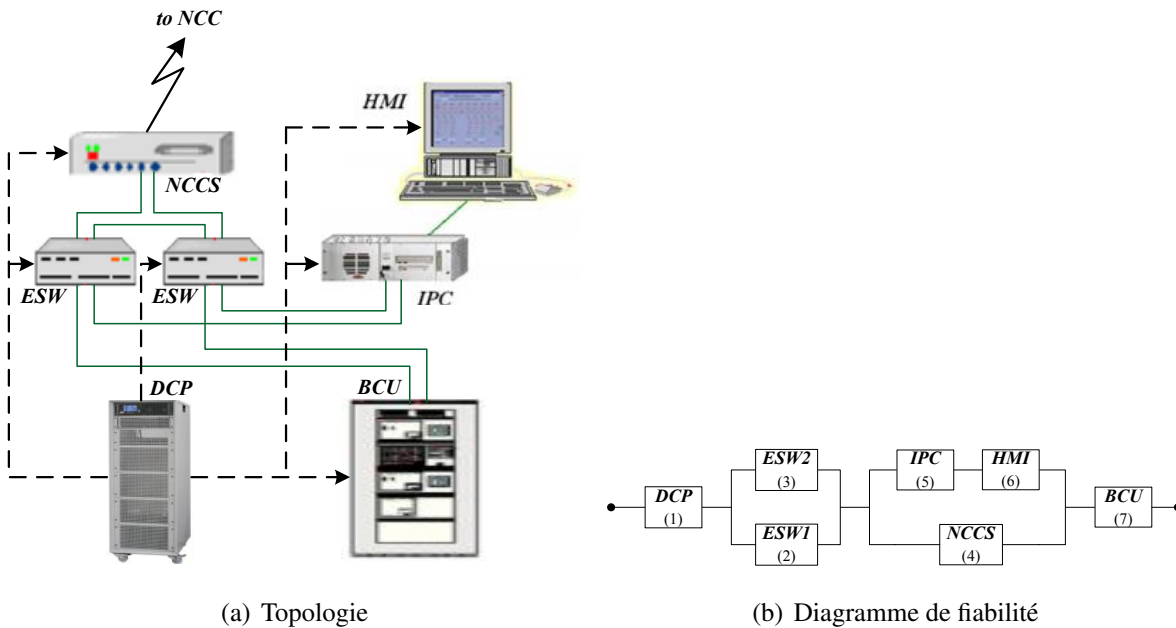 to NCC
HMI
NCCS
ESW
ESW
IPC
DCP
BCU
DCP
(1)
ESW2
(3)
ESW1
(2)
IPC
(5)
HMI
(6)
NCCS
(4)
BCU
(7)
(a) Topologie
(b) Diagramme de fiabilité